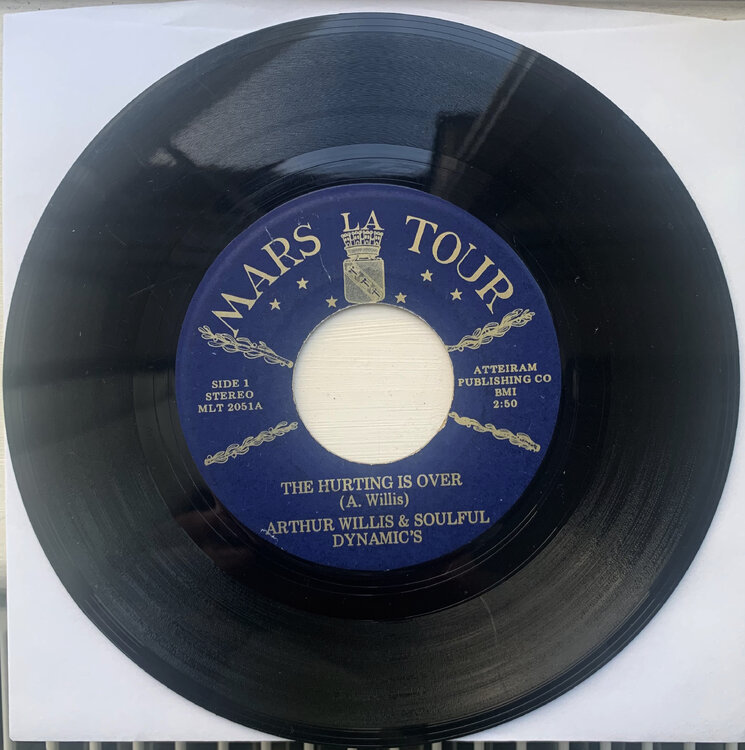 MARS LA TOUR
SIDE 1
STEREO
MLT 2051A
ATTEIRAM
PUBLISHING CO
BMI
2:50
THE HURTING IS OVER
(A. Willis)
ARTHUR WILLIS & SOULFUL
DYNAMIC'S